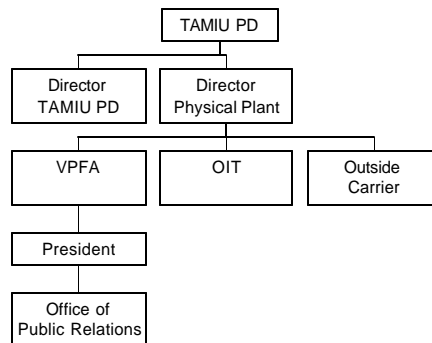 TAMIU PD
Director
TAMIU PD
Director
Physical Plant
VPFA
OIT
Outside
Carrier
President
Office of
Public Relations